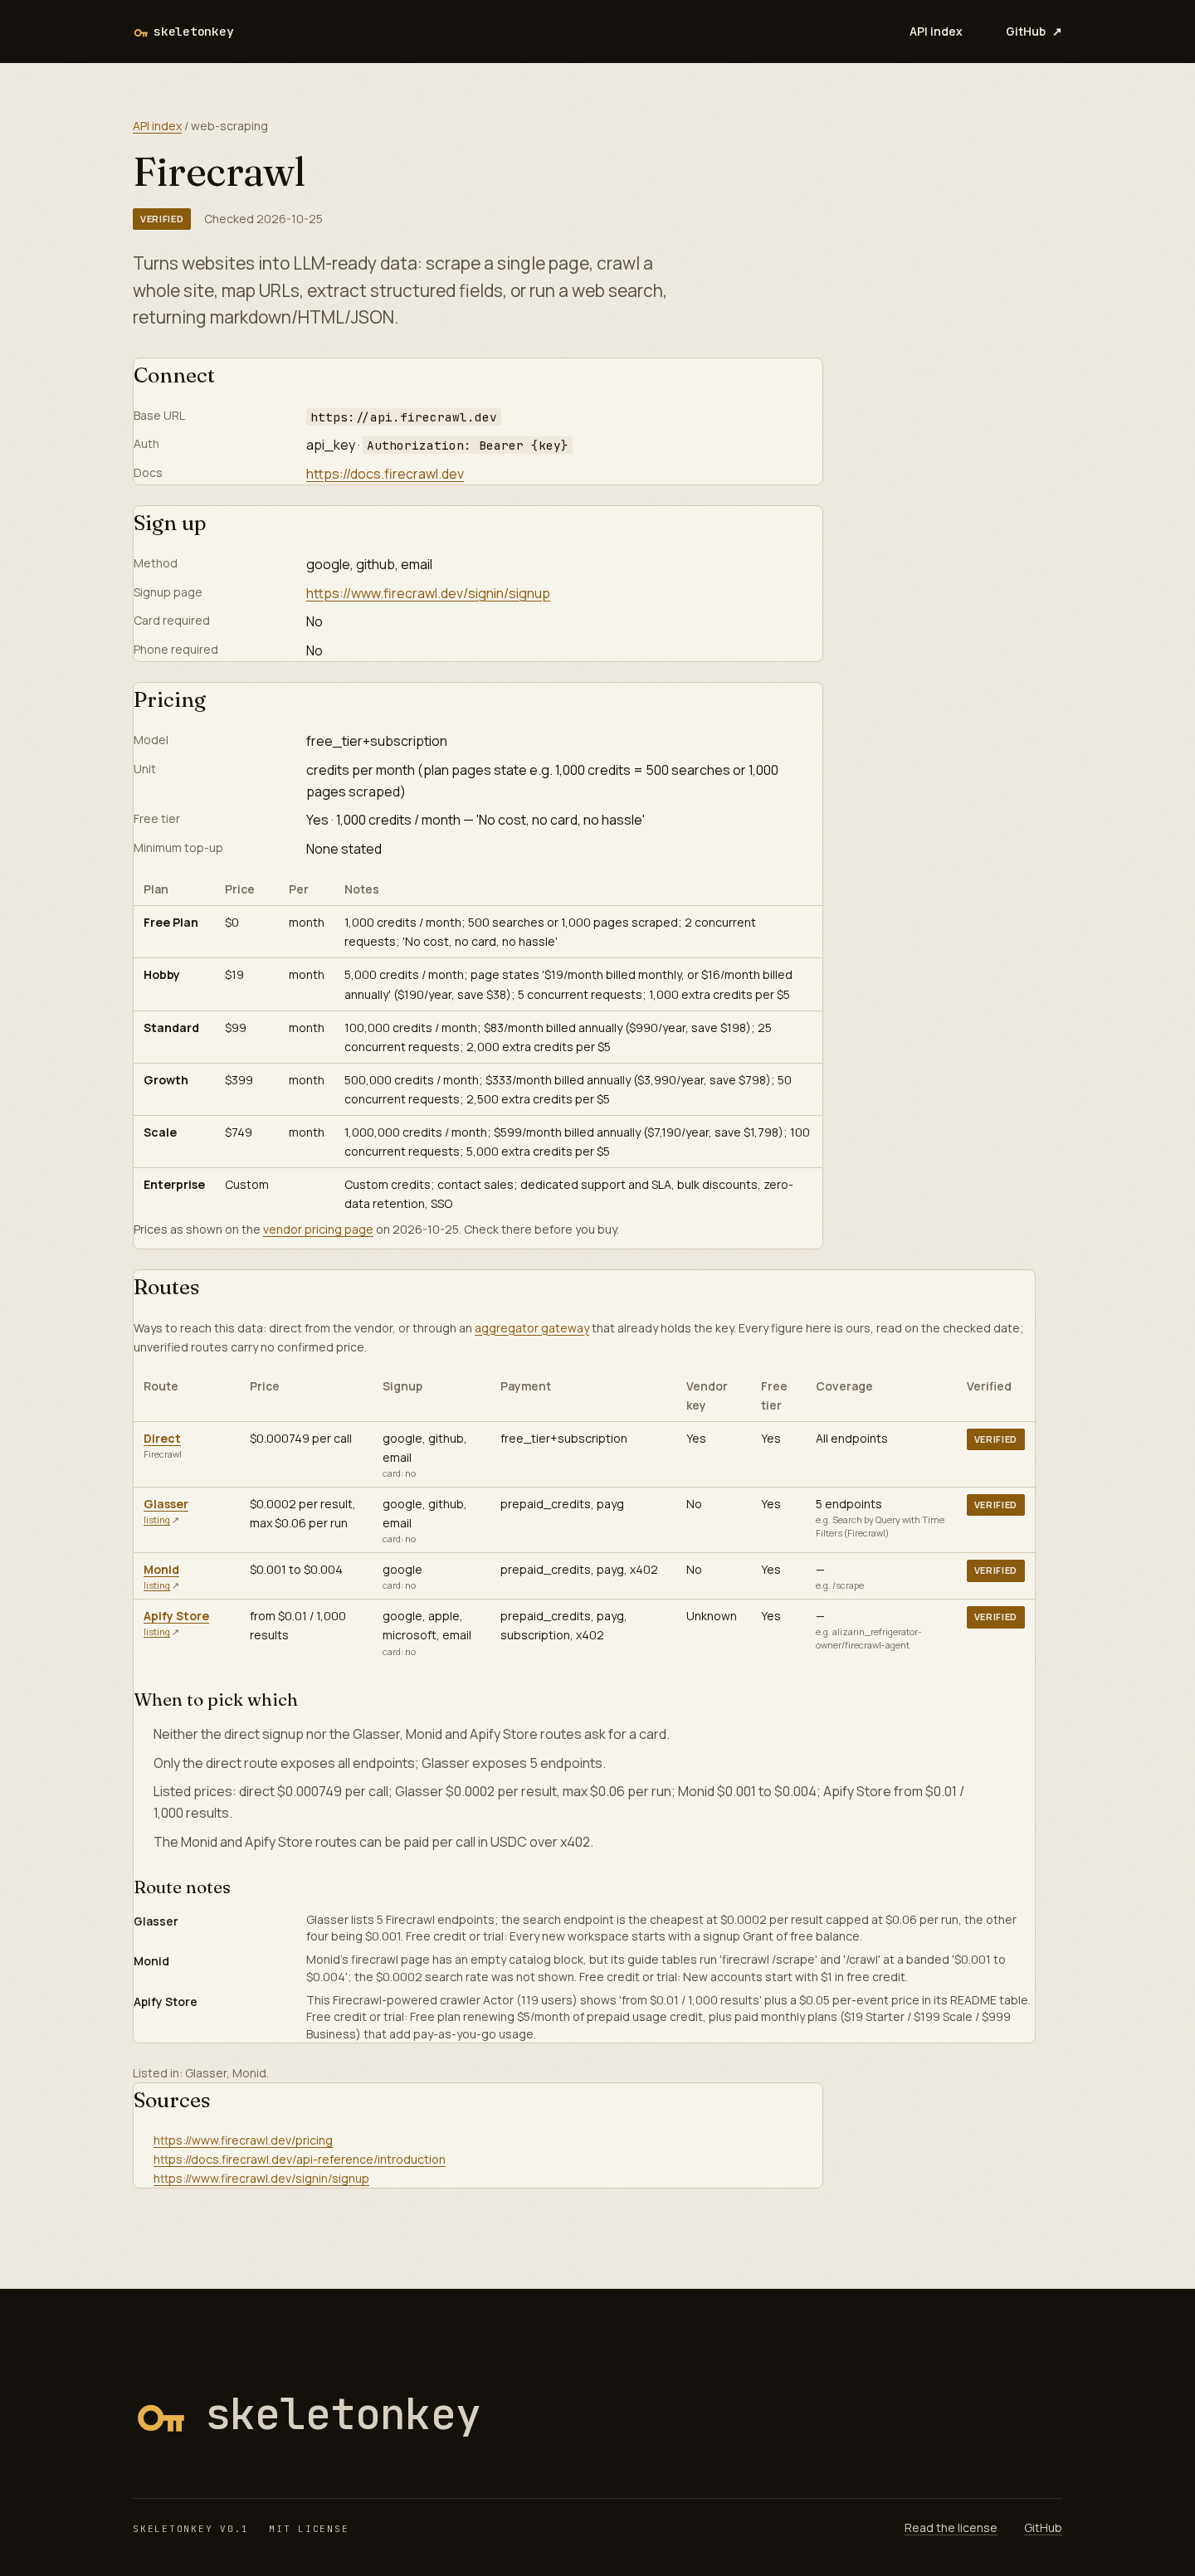 skeletonkey
API index GitHub ↗
API index / web-scraping
Firecrawl
VERIFIED Checked 2026-10-25
Turns websites into LLM-ready data: scrape a single page, crawl a
whole site, map URLs, extract structured fields, or run a web search,
returning markdown/HTML/JSON.
Connect
Base URL https://api.firecrawl.dev
Auth api_key · Authorization: Bearer {key}
Docs https://docs.firecrawl.dev
Sign up
Method google, github, email
Signup page https://www.firecrawl.dev/signin/signup
Card required No
Phone required No
Pricing
Model free_tier+subscription
Unit credits per month (plan pages state e.g. 1,000 credits = 500 searches or 1,000
pages scraped)
Free tier Yes · 1,000 credits / month — 'No cost, no card, no hassle'
Minimum top-up None stated
Plan Price Per Notes
Free Plan $0 month 1,000 credits / month; 500 searches or 1,000 pages scraped; 2 concurrent
requests; 'No cost, no card, no hassle'
Hobby $19 month 5,000 credits / month; page states '$19/month billed monthly, or $16/month billed
annually' ($190/year, save $38); 5 concurrent requests; 1,000 extra credits per $5
Standard $99 month 100,000 credits / month; $83/month billed annually ($990/year, save $198); 25
concurrent requests; 2,000 extra credits per $5
Growth $399 month 500,000 credits / month; $333/month billed annually ($3,990/year, save $798); 50
concurrent requests; 2,500 extra credits per $5
Scale $749 month 1,000,000 credits / month; $599/month billed annually ($7,190/year, save $1,798); 100
concurrent requests; 5,000 extra credits per $5
Enterprise Custom Custom credits; contact sales; dedicated support and SLA, bulk discounts, zero-
data retention, SSO
Prices as shown on the vendor pricing page on 2026-10-25. Check there before you buy.
Routes
Ways to reach this data: direct from the vendor, or through an aggregator gateway that already holds the key. Every figure here is ours, read on the checked date;
unverified routes carry no confirmed price.
Route Price Signup Payment Vendor key Free tier Coverage Verified
Direct $0.000749 per call google, github, free_tier+subscription Yes Yes All endpoints VERIFIED
Firecrawl email
card: no
Glasser $0.0002 per result, google, github, prepaid_credits, payg No Yes 5 endpoints VERIFIED
listing ↗ max $0.06 per run email e.g. Search by Query with Time
card: no Filters (Firecrawl)
Monid $0.001 to $0.004 google prepaid_credits, payg, x402 No Yes — VERIFIED
listing ↗ card: no e.g. /scrape
Apify Store from $0.01 / 1,000 google, apple, prepaid_credits, payg, Unknown Yes — VERIFIED
listing ↗ results microsoft, email subscription, x402 e.g. alizarin_refrigerator-
card: no owner/firecrawl-agent
When to pick which
Neither the direct signup nor the Glasser, Monid and Apify Store routes ask for a card.
Only the direct route exposes all endpoints; Glasser exposes 5 endpoints.
Listed prices: direct $0.000749 per call; Glasser $0.0002 per result, max $0.06 per run; Monid $0.001 to $0.004; Apify Store from $0.01 /
1,000 results.
The Monid and Apify Store routes can be paid per call in USDC over x402.
Route notes
Glasser Glasser lists 5 Firecrawl endpoints; the search endpoint is the cheapest at $0.0002 per result capped at $0.06 per run, the other
four being $0.001. Free credit or trial: Every new workspace starts with a signup Grant of free balance.
Monid Monid's firecrawl page has an empty catalog block, but its guide tables run 'firecrawl /scrape' and '/crawl' at a banded '$0.001 to
$0.004'; the $0.0002 search rate was not shown. Free credit or trial: New accounts start with $1 in free credit.
Apify Store This Firecrawl-powered crawler Actor (119 users) shows 'from $0.01 / 1,000 results' plus a $0.05 per-event price in its README table.
Free credit or trial: Free plan renewing $5/month of prepaid usage credit, plus paid monthly plans ($19 Starter / $199 Scale / $999
Business) that add pay-as-you-go usage.
Listed in: Glasser, Monid.
Sources
https://www.firecrawl.dev/pricing
https://docs.firecrawl.dev/api-reference/introduction
https://www.firecrawl.dev/signin/signup
skeletonkey
SKELETONKEY V0.1 MIT LICENSE Read the license GitHub